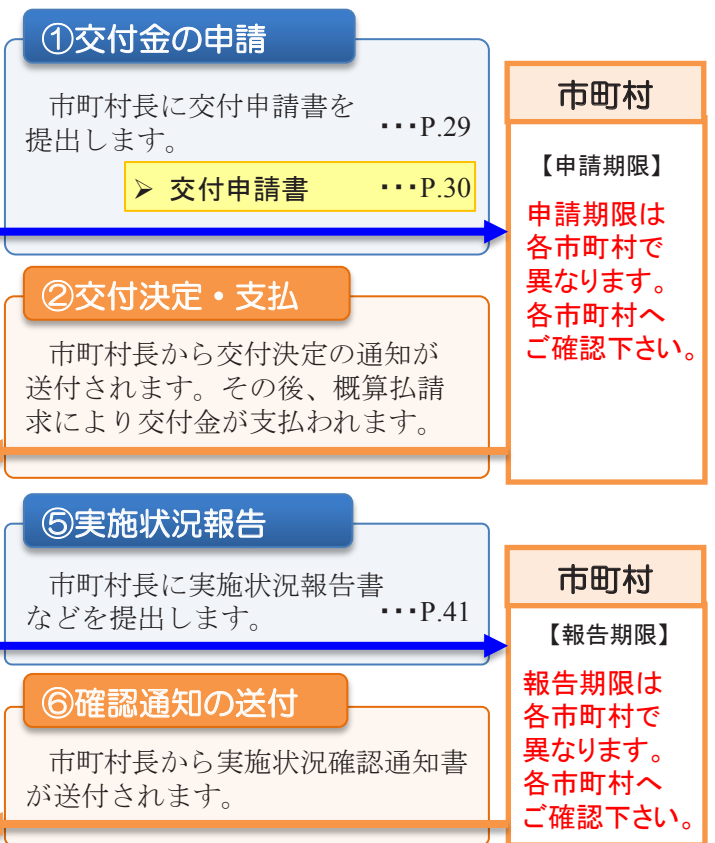 ①交付金の申請
市町村長に交付申請書を
提出します。 ・・・P.29
➢ 交付申請書 ・・・P.30
市町村
【申請期限】
申請期限は
各市町村で
異なります。
各市町村へ
ご確認下さい。
②交付決定・支払
市町村長から交付決定の通知が
送付されます。その後、概算払請
求により交付金が支払われます。
⑤実施状況報告
市町村長に実施状況報告書
などを提出します。 ・・・P.41
市町村
【報告期限】
報告期限は
各市町村で
異なります。
各市町村へ
ご確認下さい。
⑥確認通知の送付
市町村長から実施状況確認通知書
が送付されます。